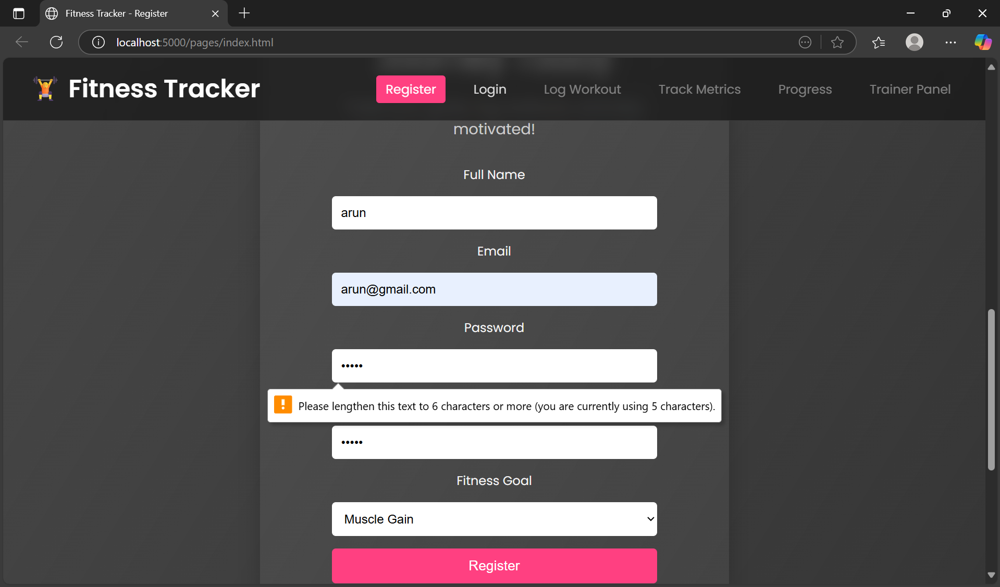 Fitness Tracker - Register
localhost:5000/pages/index.html
Fitness Tracker
Register
Login
Log Workout
Track Metrics
Progress
Trainer Panel
motivated!
Full Name
arun
Email
arun@gmail.com
Password
•••••
Please lengthen this text to 6 characters or more (you are currently using 5 characters).
•••••
Fitness Goal
Muscle Gain
Register